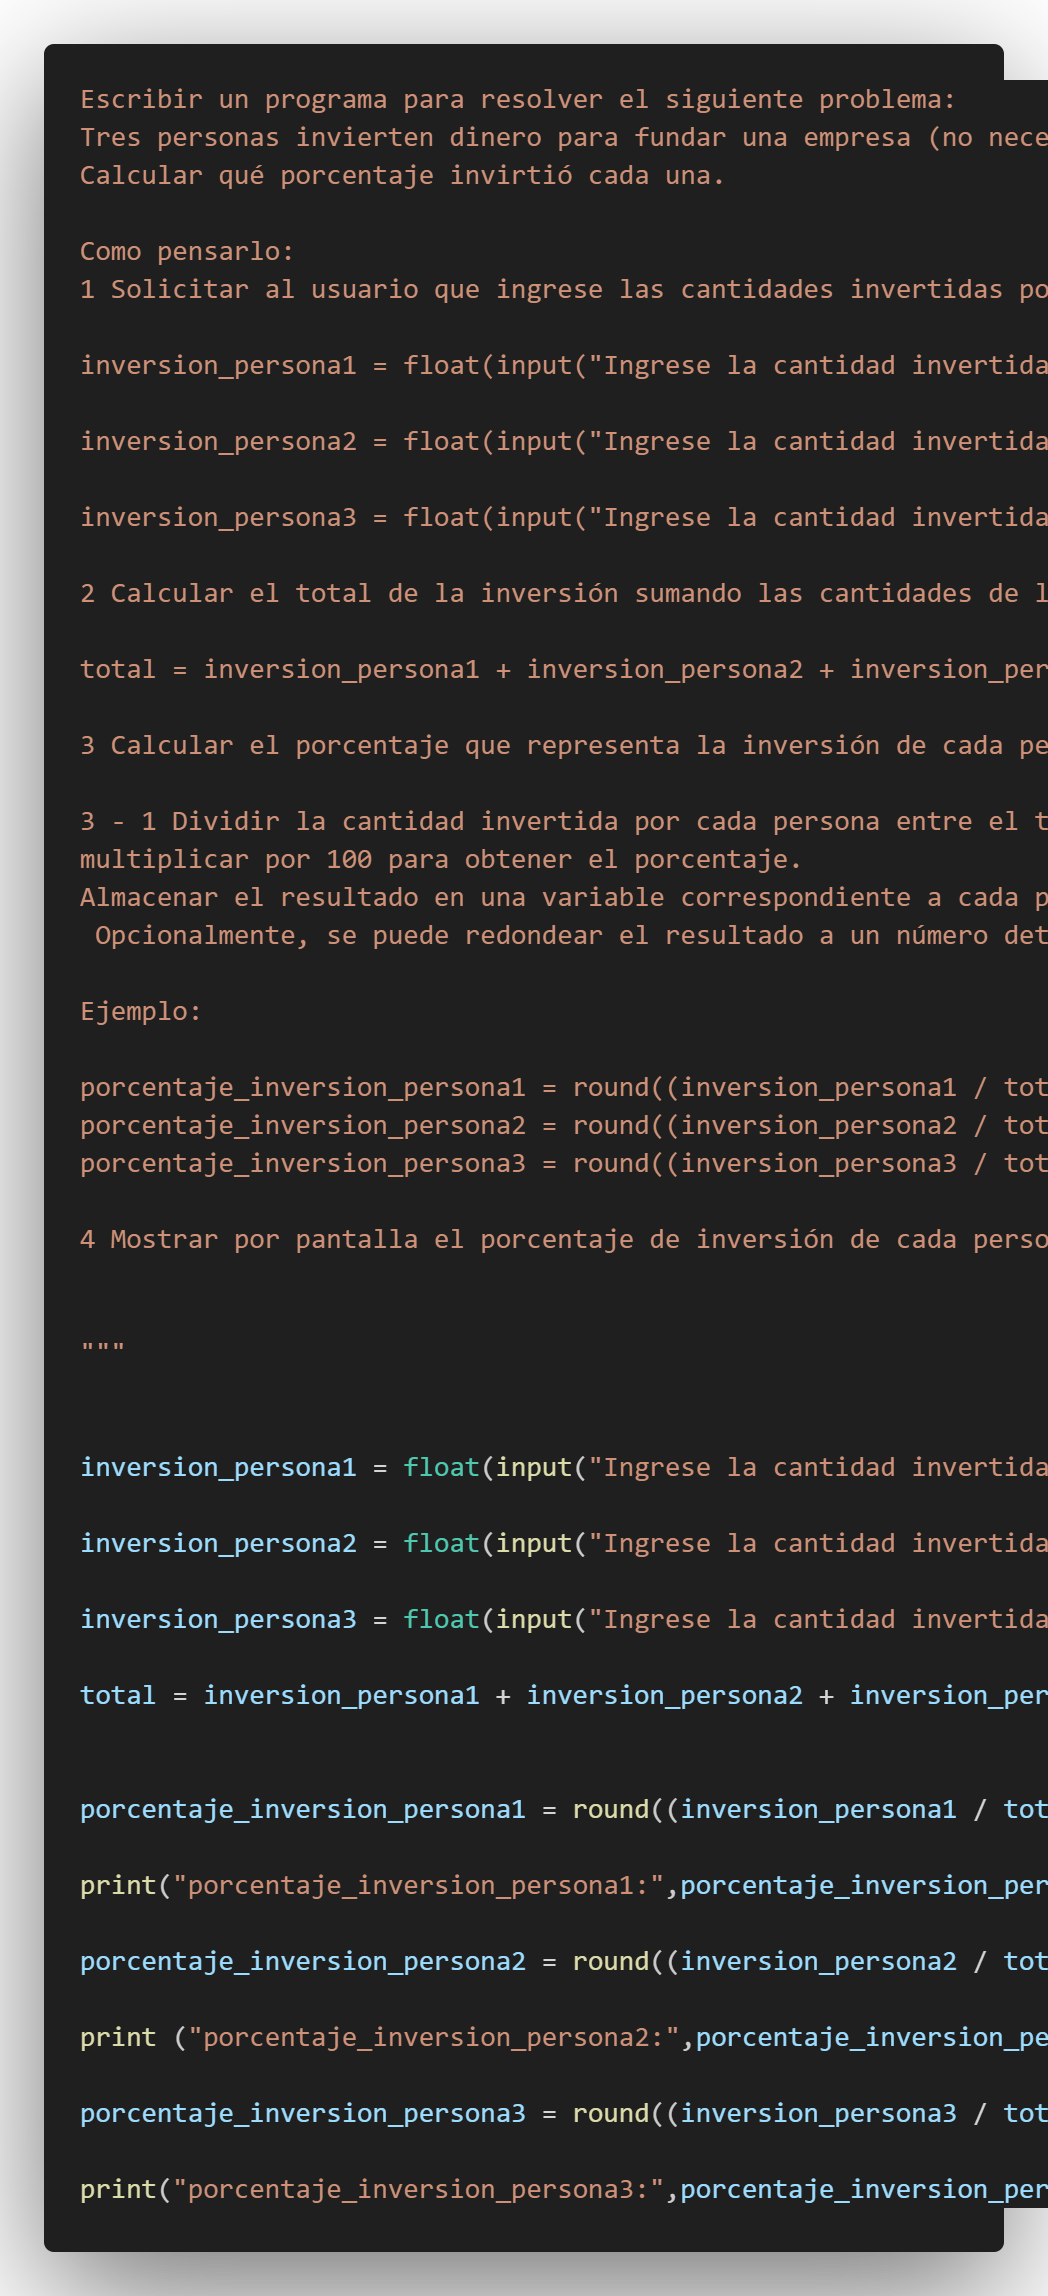 Escribir un programa para resolver el siguiente problema:
Tres personas invierten dinero para fundar una empresa (no nece
Calcular qué porcentaje invirtió cada una.
Como pensarlo:
1 Solicitar al usuario que ingrese las cantidades invertidas po
inversion_persona1 = float(input("Ingrese la cantidad invertida
inversion_persona2 = float(input("Ingrese la cantidad invertida
inversion_persona3 = float(input("Ingrese la cantidad invertida
2 Calcular el total de la inversión sumando las cantidades de l
total = inversion_persona1 + inversion_persona2 + inversion_per
3 Calcular el porcentaje que representa la inversión de cada pe
3 - 1 Dividir la cantidad invertida por cada persona entre el t
multiplicar por 100 para obtener el porcentaje.
Almacenar el resultado en una variable correspondiente a cada p
Opcionalmente, se puede redondear el resultado a un número det
Ejemplo:
porcentaje_inversion_persona1 = round((inversion_persona1 / tot
porcentaje_inversion_persona2 = round((inversion_persona2 / tot
porcentaje_inversion_persona3 = round((inversion_persona3 / tot
4 Mostrar por pantalla el porcentaje de inversión de cada perso
"""
inversion_persona1 = float(input("Ingrese la cantidad invertida
inversion_persona2 = float(input("Ingrese la cantidad invertida
inversion_persona3 = float(input("Ingrese la cantidad invertida
total = inversion_persona1 + inversion_persona2 + inversion_per
porcentaje_inversion_persona1 = round((inversion_persona1 / tot
print("porcentaje_inversion_persona1:",porcentaje_inversion_per
porcentaje_inversion_persona2 = round((inversion_persona2 / tot
print ("porcentaje_inversion_persona2:",porcentaje_inversion_pe
porcentaje_inversion_persona3 = round((inversion_persona3 / tot
print("porcentaje_inversion_persona3:",porcentaje_inversion_per